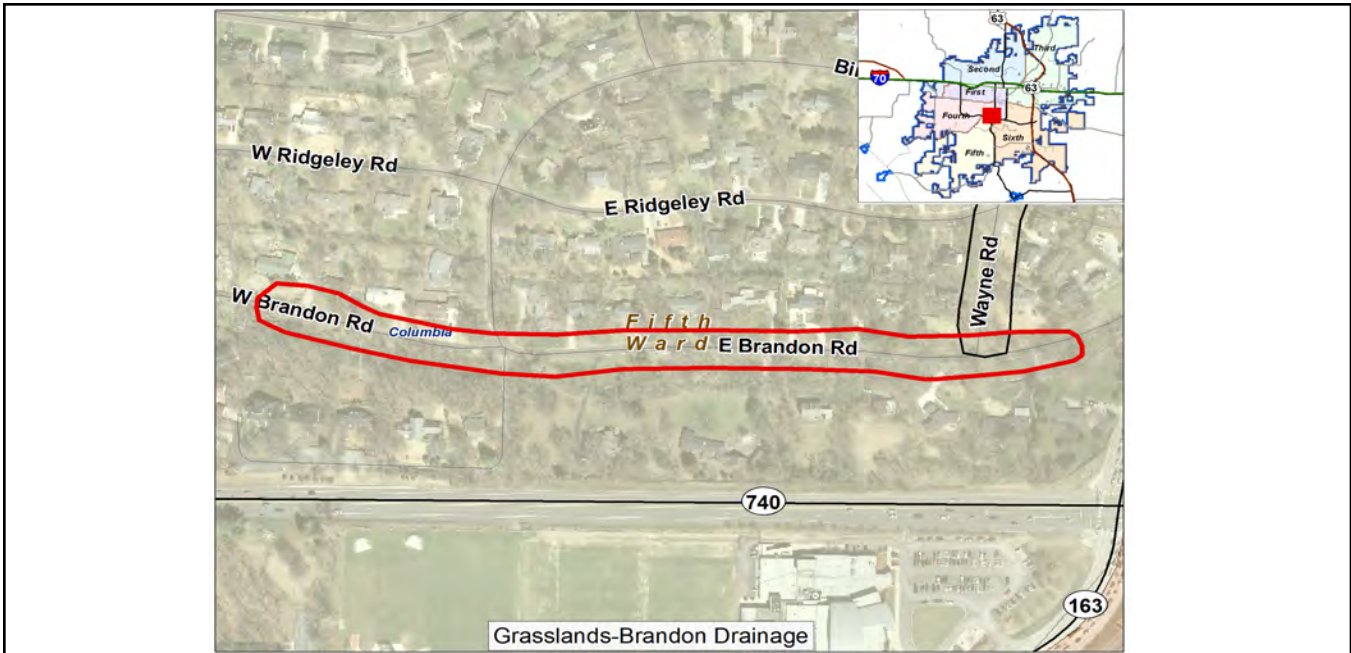 63
Third
Second
Bi
70
First
63
Fourth
Sixth
Fifth
W Ridgeley Rd
E Ridgeley Rd
Wayne Rd
W Brandon Rd
Columbia
Fifth
Ward
E Brandon Rd
740
163
Grasslands-Brandon Drainage